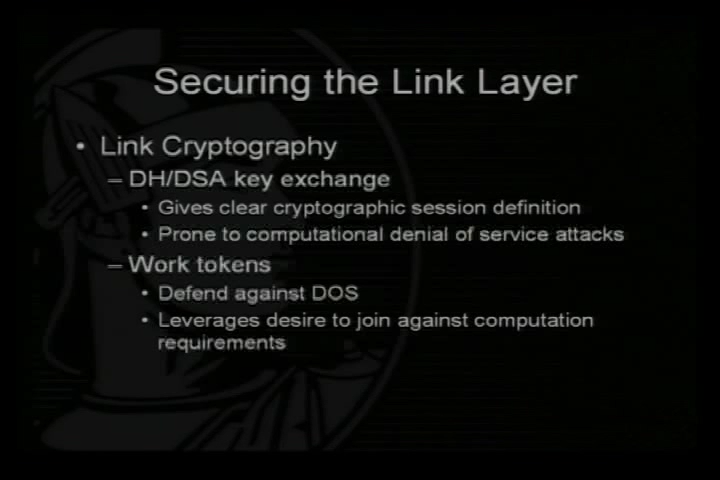 Securing the Link Layer
• Link Cryptography
– DH/DSA key exchange
• Gives clear cryptographic session definition
• Prone to computational denial of service attacks
– Work tokens
• Defend against DOS
• Leverages desire to join against computation
requirements